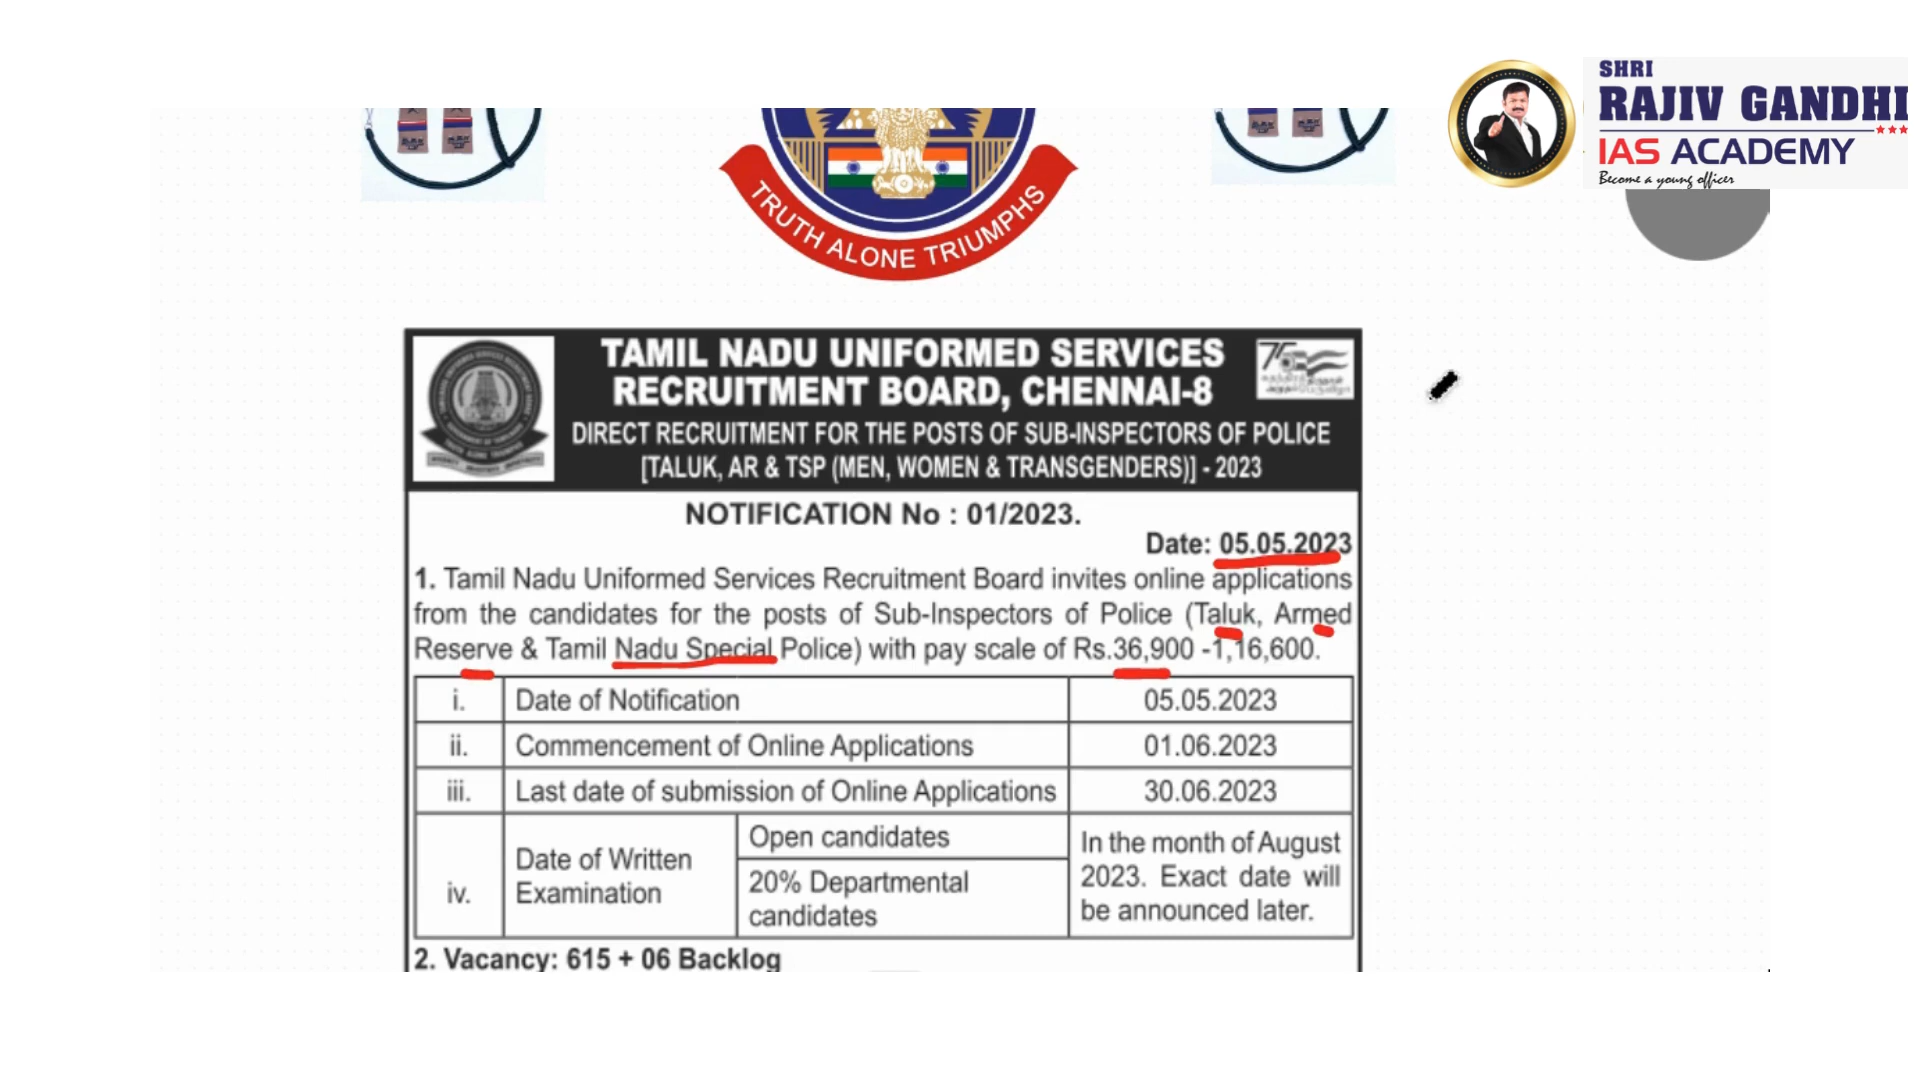 SHRI
RAJIV GANDHI
IAS ACADEMY
Become a young officer
TRUTH ALONE TRIUMPHS
TAMIL NADU UNIFORMED SERVICES
RECRUITMENT BOARD, CHENNAI-8
DIRECT RECRUITMENT FOR THE POSTS OF SUB-INSPECTORS OF POLICE
[TALUK, AR & TSP (MEN, WOMEN & TRANSGENDERS)] - 2023
NOTIFICATION No : 01/2023.
Date: 05.05.2023
1. Tamil Nadu Uniformed Services Recruitment Board invites online applications
from the candidates for the posts of Sub-Inspectors of Police (Taluk, Armed
Reserve & Tamil Nadu Special Police) with pay scale of Rs.36,900 -1,16,600.
i. Date of Notification 05.05.2023
ii. Commencement of Online Applications 01.06.2023
iii. Last date of submission of Online Applications 30.06.2023
iv. Date of Written
Examination
Open candidates
20% Departmental
candidates
In the month of August
2023. Exact date will
be announced later.
2. Vacancy: 615 + 06 Backlog